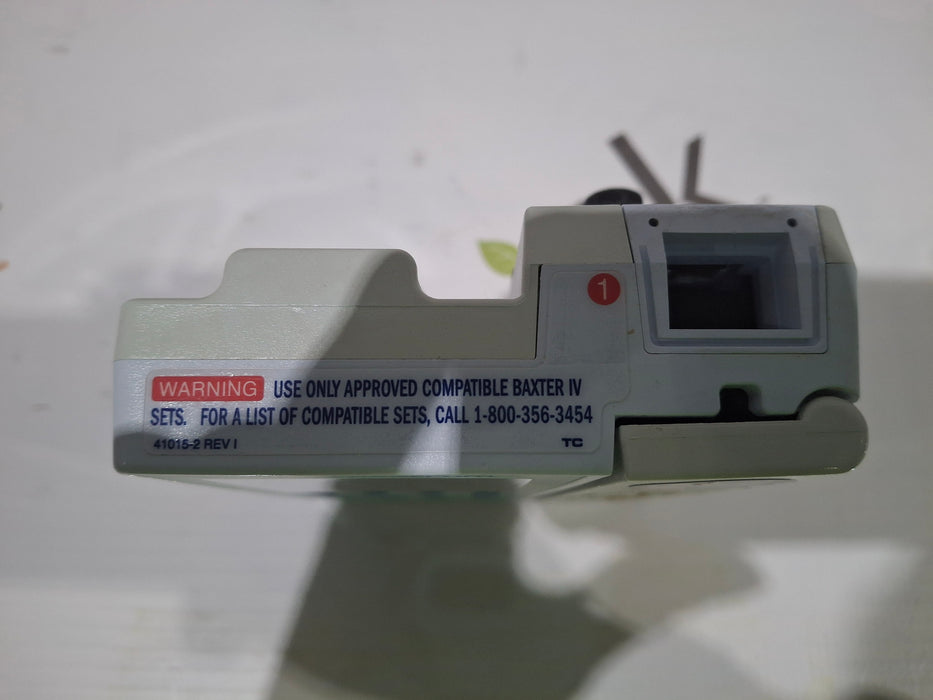 1
WARNING USE ONLY APPROVED COMPATIBLE BAXTER IV
SETS. FOR A LIST OF COMPATIBLE SETS, CALL 1-800-356-3454
41015-2 REV I TC